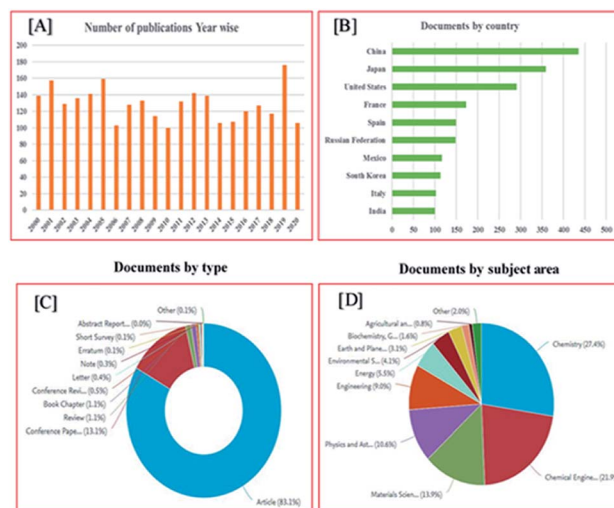 [A]
Number of publications Year wise
200
180
160
140
120
100
80
60
40
20
0
2000 2001 2002 2003 2004 2005 2006 2007 2008 2009 2010 2011 2012 2013 2014 2015 2016 2017 2018 2019 2020
[B]
Documents by country
China
Japan
United States
France
Spain
Russian Federation
Mexico
South Korea
Italy
India
0 50 100 150 200 250 300 350 400 450 500
Documents by type
[C]
Other (0.1%)
Abstract Report... (0.0%)
Short Survey (0.1%)
Erratum (0.1%)
Note (0.3%)
Letter (0.4%)
Conference Revi... (0.5%)
Book Chapter (1.1%)
Review (1.1%)
Conference Pape... (13.1%)
Article (83.1%)
Documents by subject area
[D]
Other (2.0%)
Agricultural an... (0.8%)
Biochemistry, G... (1.6%)
Earth and Plane... (3.1%)
Environmental S... (4.1%)
Energy (5.5%)
Engineering (9.0%)
Physics and Ast... (10.6%)
Materials Scien... (13.9%)
Chemical Engine... (21.9%
Chemistry (27.4%)